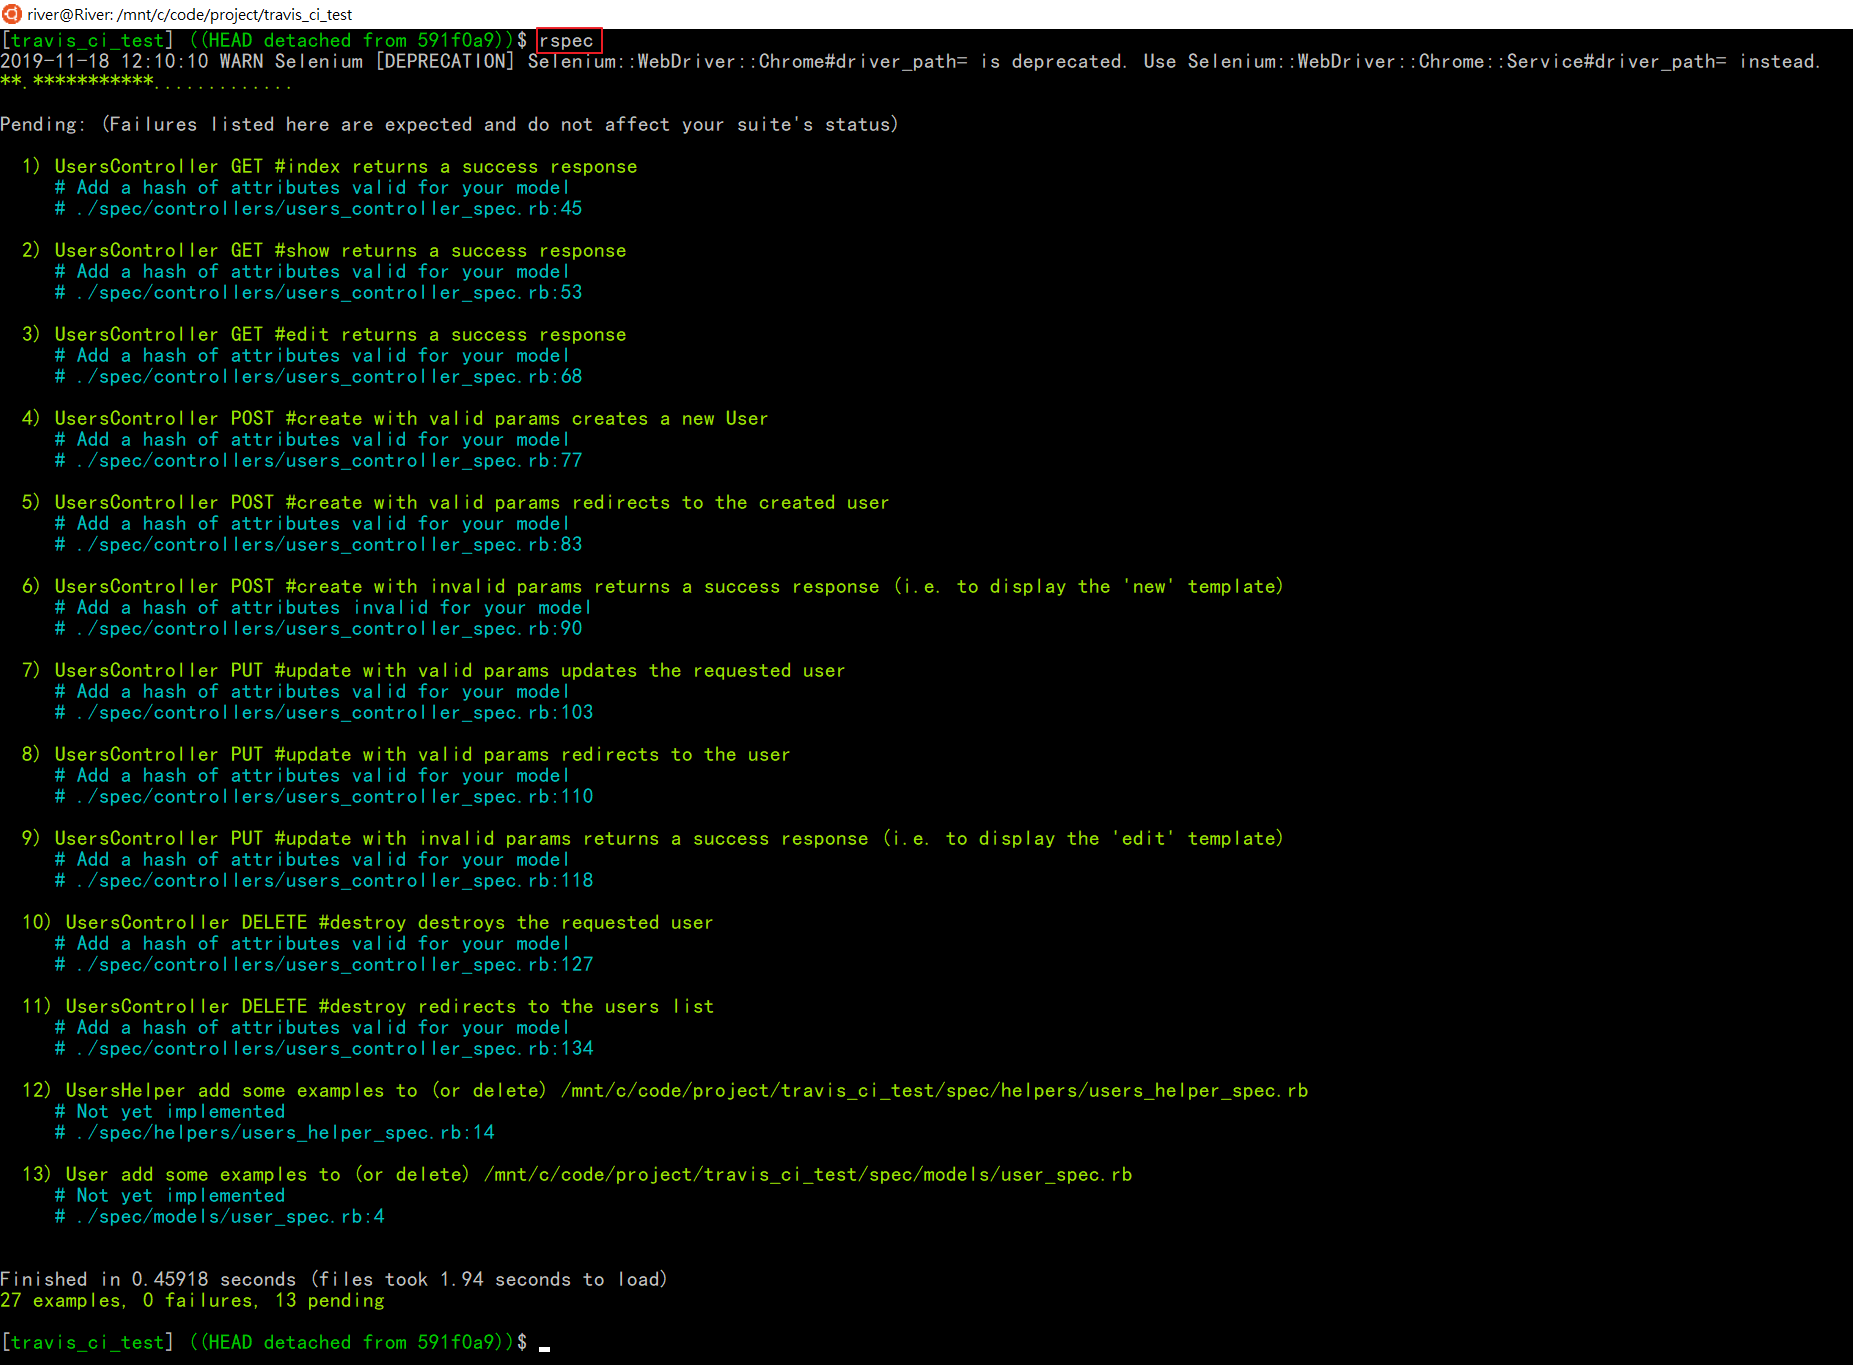 river@River: /mnt/c/code/project/travis_ci_test
[travis_ci_test] ((HEAD detached from 591f0a9))$ rspec
2019-11-18 12:10:10 WARN Selenium [DEPRECATION] Selenium::WebDriver::Chrome#driver_path= is deprecated. Use Selenium::WebDriver::Chrome::Service#driver_path= instead.
**.***********.............
Pending: (Failures listed here are expected and do not affect your suite's status)
1) UsersController GET #index returns a success response
# Add a hash of attributes valid for your model
# ./spec/controllers/users_controller_spec.rb:45
2) UsersController GET #show returns a success response
# Add a hash of attributes valid for your model
# ./spec/controllers/users_controller_spec.rb:53
3) UsersController GET #edit returns a success response
# Add a hash of attributes valid for your model
# ./spec/controllers/users_controller_spec.rb:68
4) UsersController POST #create with valid params creates a new User
# Add a hash of attributes valid for your model
# ./spec/controllers/users_controller_spec.rb:77
5) UsersController POST #create with valid params redirects to the created user
# Add a hash of attributes valid for your model
# ./spec/controllers/users_controller_spec.rb:83
6) UsersController POST #create with invalid params returns a success response (i.e. to display the 'new' template)
# Add a hash of attributes invalid for your model
# ./spec/controllers/users_controller_spec.rb:90
7) UsersController PUT #update with valid params updates the requested user
# Add a hash of attributes valid for your model
# ./spec/controllers/users_controller_spec.rb:103
8) UsersController PUT #update with valid params redirects to the user
# Add a hash of attributes valid for your model
# ./spec/controllers/users_controller_spec.rb:110
9) UsersController PUT #update with invalid params returns a success response (i.e. to display the 'edit' template)
# Add a hash of attributes valid for your model
# ./spec/controllers/users_controller_spec.rb:118
10) UsersController DELETE #destroy destroys the requested user
# Add a hash of attributes valid for your model
# ./spec/controllers/users_controller_spec.rb:127
11) UsersController DELETE #destroy redirects to the users list
# Add a hash of attributes valid for your model
# ./spec/controllers/users_controller_spec.rb:134
12) UsersHelper add some examples to (or delete) /mnt/c/code/project/travis_ci_test/spec/helpers/users_helper_spec.rb
# Not yet implemented
# ./spec/helpers/users_helper_spec.rb:14
13) User add some examples to (or delete) /mnt/c/code/project/travis_ci_test/spec/models/user_spec.rb
# Not yet implemented
# ./spec/models/user_spec.rb:4
Finished in 0.45918 seconds (files took 1.94 seconds to load)
27 examples, 0 failures, 13 pending
[travis_ci_test] ((HEAD detached from 591f0a9))$